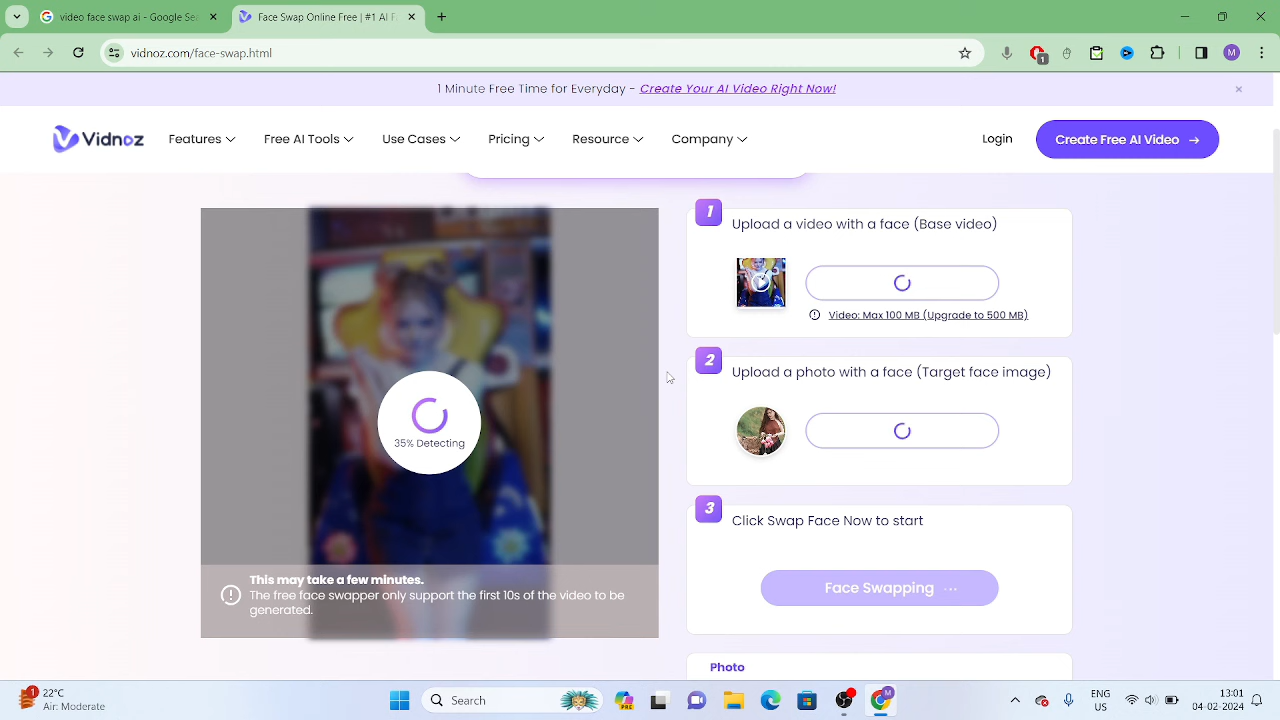 video face swap ai - Google Se
Face Swap Online Free | #1 AI F
vidnoz.com/face-swap.html
1
M
1 Minute Free Time for Everyday - Create Your AI Video Right Now!
Vidnoz
Features
Free AI Tools
Use Cases
Pricing
Resource
Company
Login
Create Free AI Video →
1
Upload a video with a face (Base video)
Video: Max 100 MB (Upgrade to 500 MB)
2
Upload a photo with a face (Target face image)
3
Click Swap Face Now to start
Face Swapping ...
Photo
35% Detecting
This may take a few minutes.
The free face swapper only support the first 10s of the video to be
generated.
1
22°C
Air: Moderate
Search
PRE
M
ENG
US
13:01
04-02-2024